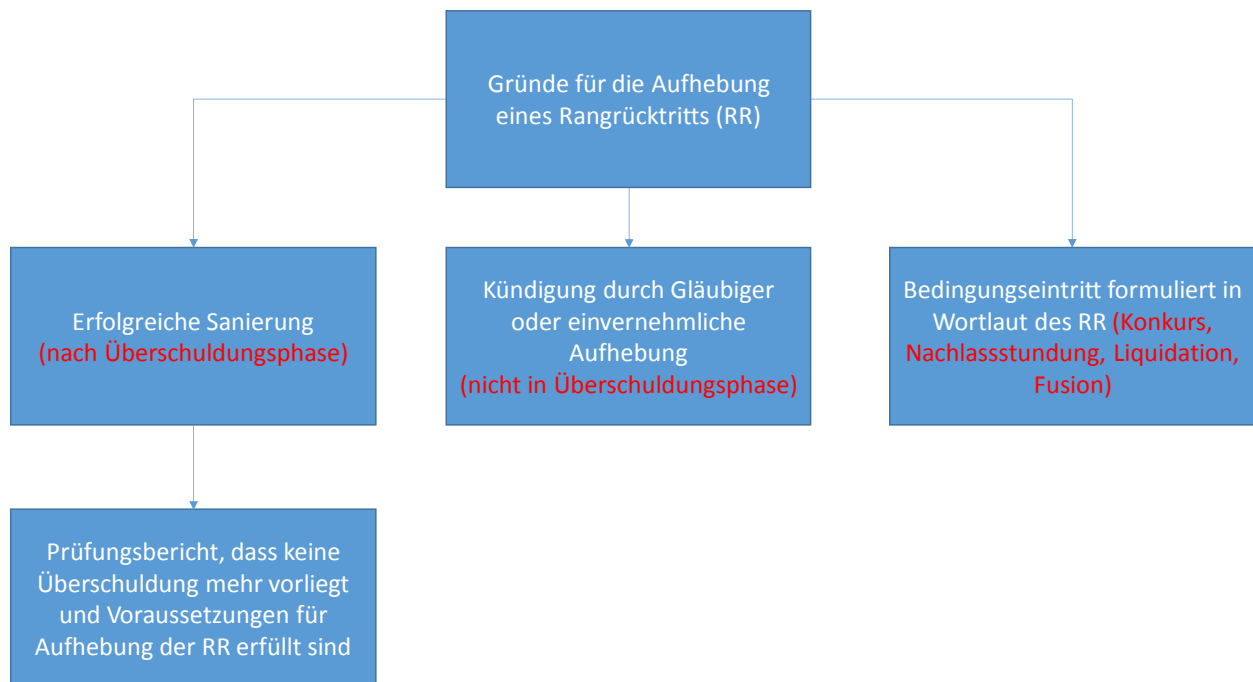 Gründe für die Aufhebung
eines Rangrücktritts (RR)
Erfolgreiche Sanierung
(nach Überschuldungsphase)
Kündigung durch Gläubiger
oder einvernehmliche
Aufhebung
(nicht in Überschuldungsphase)
Bedingungseintritt formuliert in
Wortlaut des RR (Konkurs,
Nachlassstundung, Liquidation,
Fusion)
Prüfungsbericht, dass keine
Überschuldung mehr vorliegt
und Voraussetzungen für
Aufhebung der RR erfüllt sind